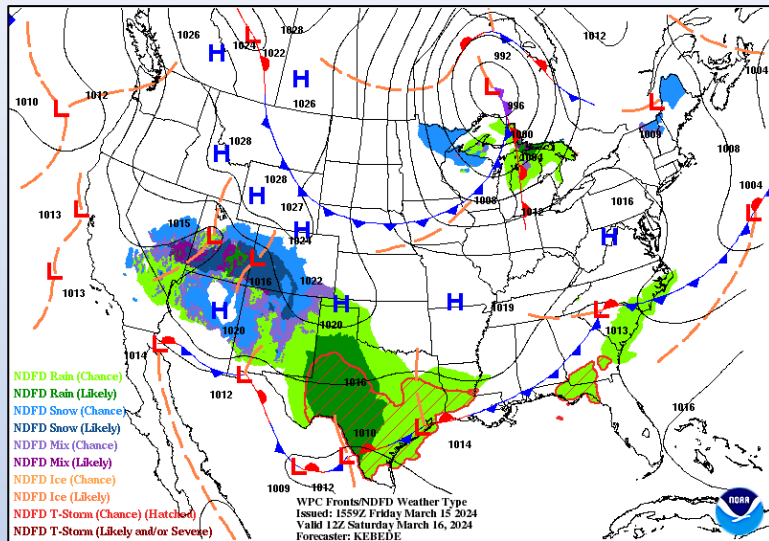 1026
1024
1028
1022
1012
992
1004
1010
1012
1026
996
1000
1009
1004
1028
1008
1028
1008
1016
1004
1013
1015
1027
1012
1024
1013
1016
1022
1019
1020
1020
1013
1014
1016
1016
1012
1010
1014
1009
1012
H
H
H
H
H
H
H
H
H
L
L
L
L
L
L
L
L
L
L
L
L
L
L
NDFD Rain (Chance)
NDFD Rain (Likely)
NDFD Snow (Chance)
NDFD Snow (Likely)
NDFD Mix (Chance)
NDFD Mix (Likely)
NDFD Ice (Chance)
NDFD Ice (Likely)
NDFD T-Storm (Chance) (Hatched)
NDFD T-Storm (Likely and/or Severe)
WPC Fronts/NDFD Weather Type
Issued: 1559Z Friday March 15 2024
Valid 12Z Saturday March 16, 2024
Forecaster: KEBEDE
NOAA